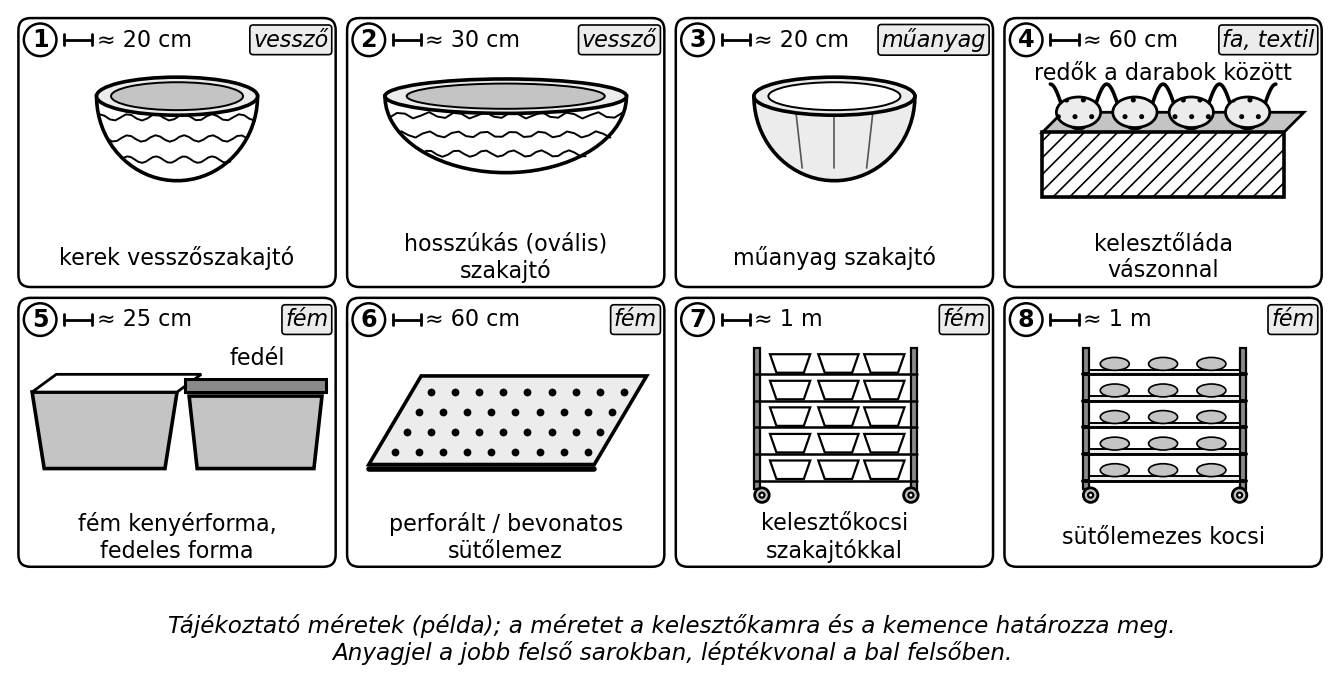 1 ≈ 20 cm vessző
kerek vesszőszakajtó
2 ≈ 30 cm vessző
hosszúkás (ovális)
szakajtó
3 ≈ 20 cm műanyag
műanyag szakajtó
4 ≈ 60 cm fa, textil
redők a darabok között
kelesztőláda
vászonnal
5 ≈ 25 cm fém
fedél
fém kenyérforma,
fedeles forma
6 ≈ 60 cm fém
perforált / bevonatos
sütőlemez
7 ≈ 1 m fém
kelesztőkocsi
szakajtókkal
8 ≈ 1 m fém
sütőlemezes kocsi
Tájékoztató méretek (példa); a méretet a kelesztőkamra és a kemence határozza meg.
Anyagjel a jobb felső sarokban, léptékvonal a bal felsőben.